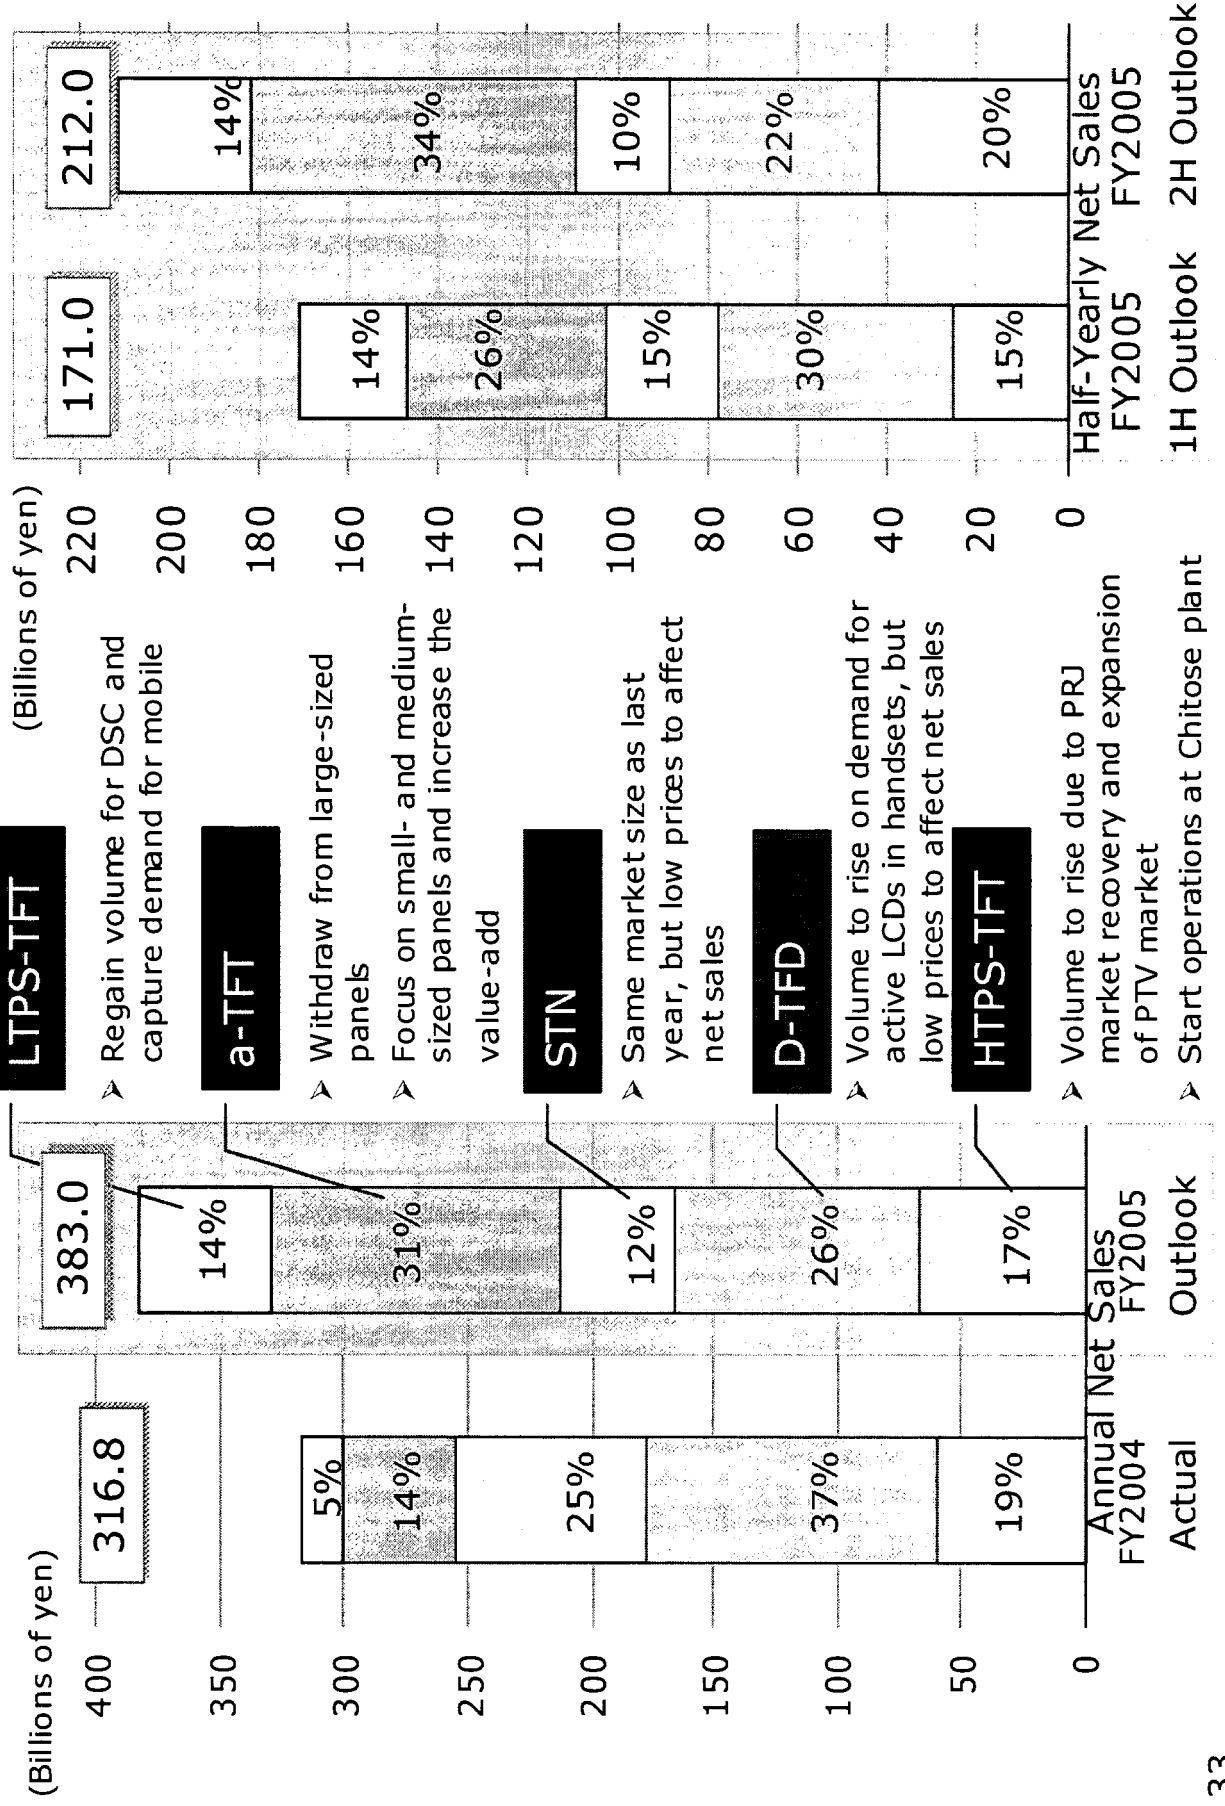 (Billions of yen)
400
350
300
250
200
150
100
50
0
316.8
5%
14%
25%
37%
19%
383.0
14%
31%
12%
26%
17%
Annual Net Sales
FY2004
Actual
FY2005
Outlook
LTPS-TFT
➢ Regain volume for DSC and
capture demand for mobile
a-TFT
➢ Withdraw from large-sized
panels
➢ Focus on small- and medium-
sized panels and increase the
value-add
STN
➢ Same market size as last
year, but low prices to affect
net sales
D-TFD
➢ Volume to rise on demand for
active LCDs in handsets, but
low prices to affect net sales
HTPS-TFT
➢ Volume to rise due to PRJ
market recovery and expansion
of PTV market
➢ Start operations at Chitose plant
(Billions of yen)
220
200
180
160
140
120
100
80
60
40
20
0
171.0
14%
26%
15%
30%
15%
212.0
14%
34%
10%
22%
20%
Half-Yearly Net Sales
FY2005
1H Outlook
FY2005
2H Outlook
33